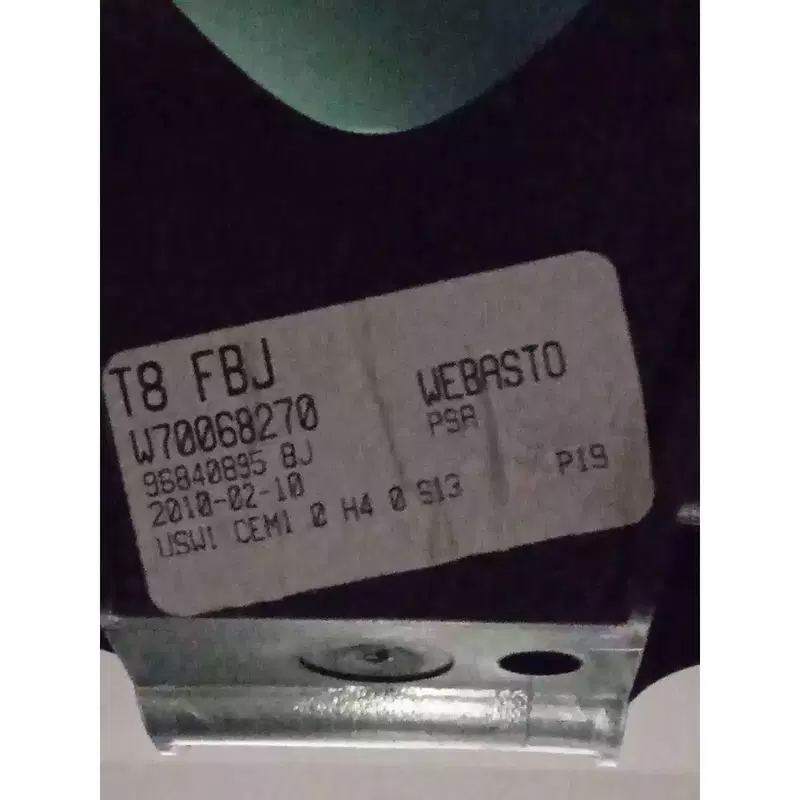 T8 FBJ
WEBASTO
W70068270
PSA
96840895 8J
2010-02-10
P19
USW1 CEM1 0 H4 0 S13